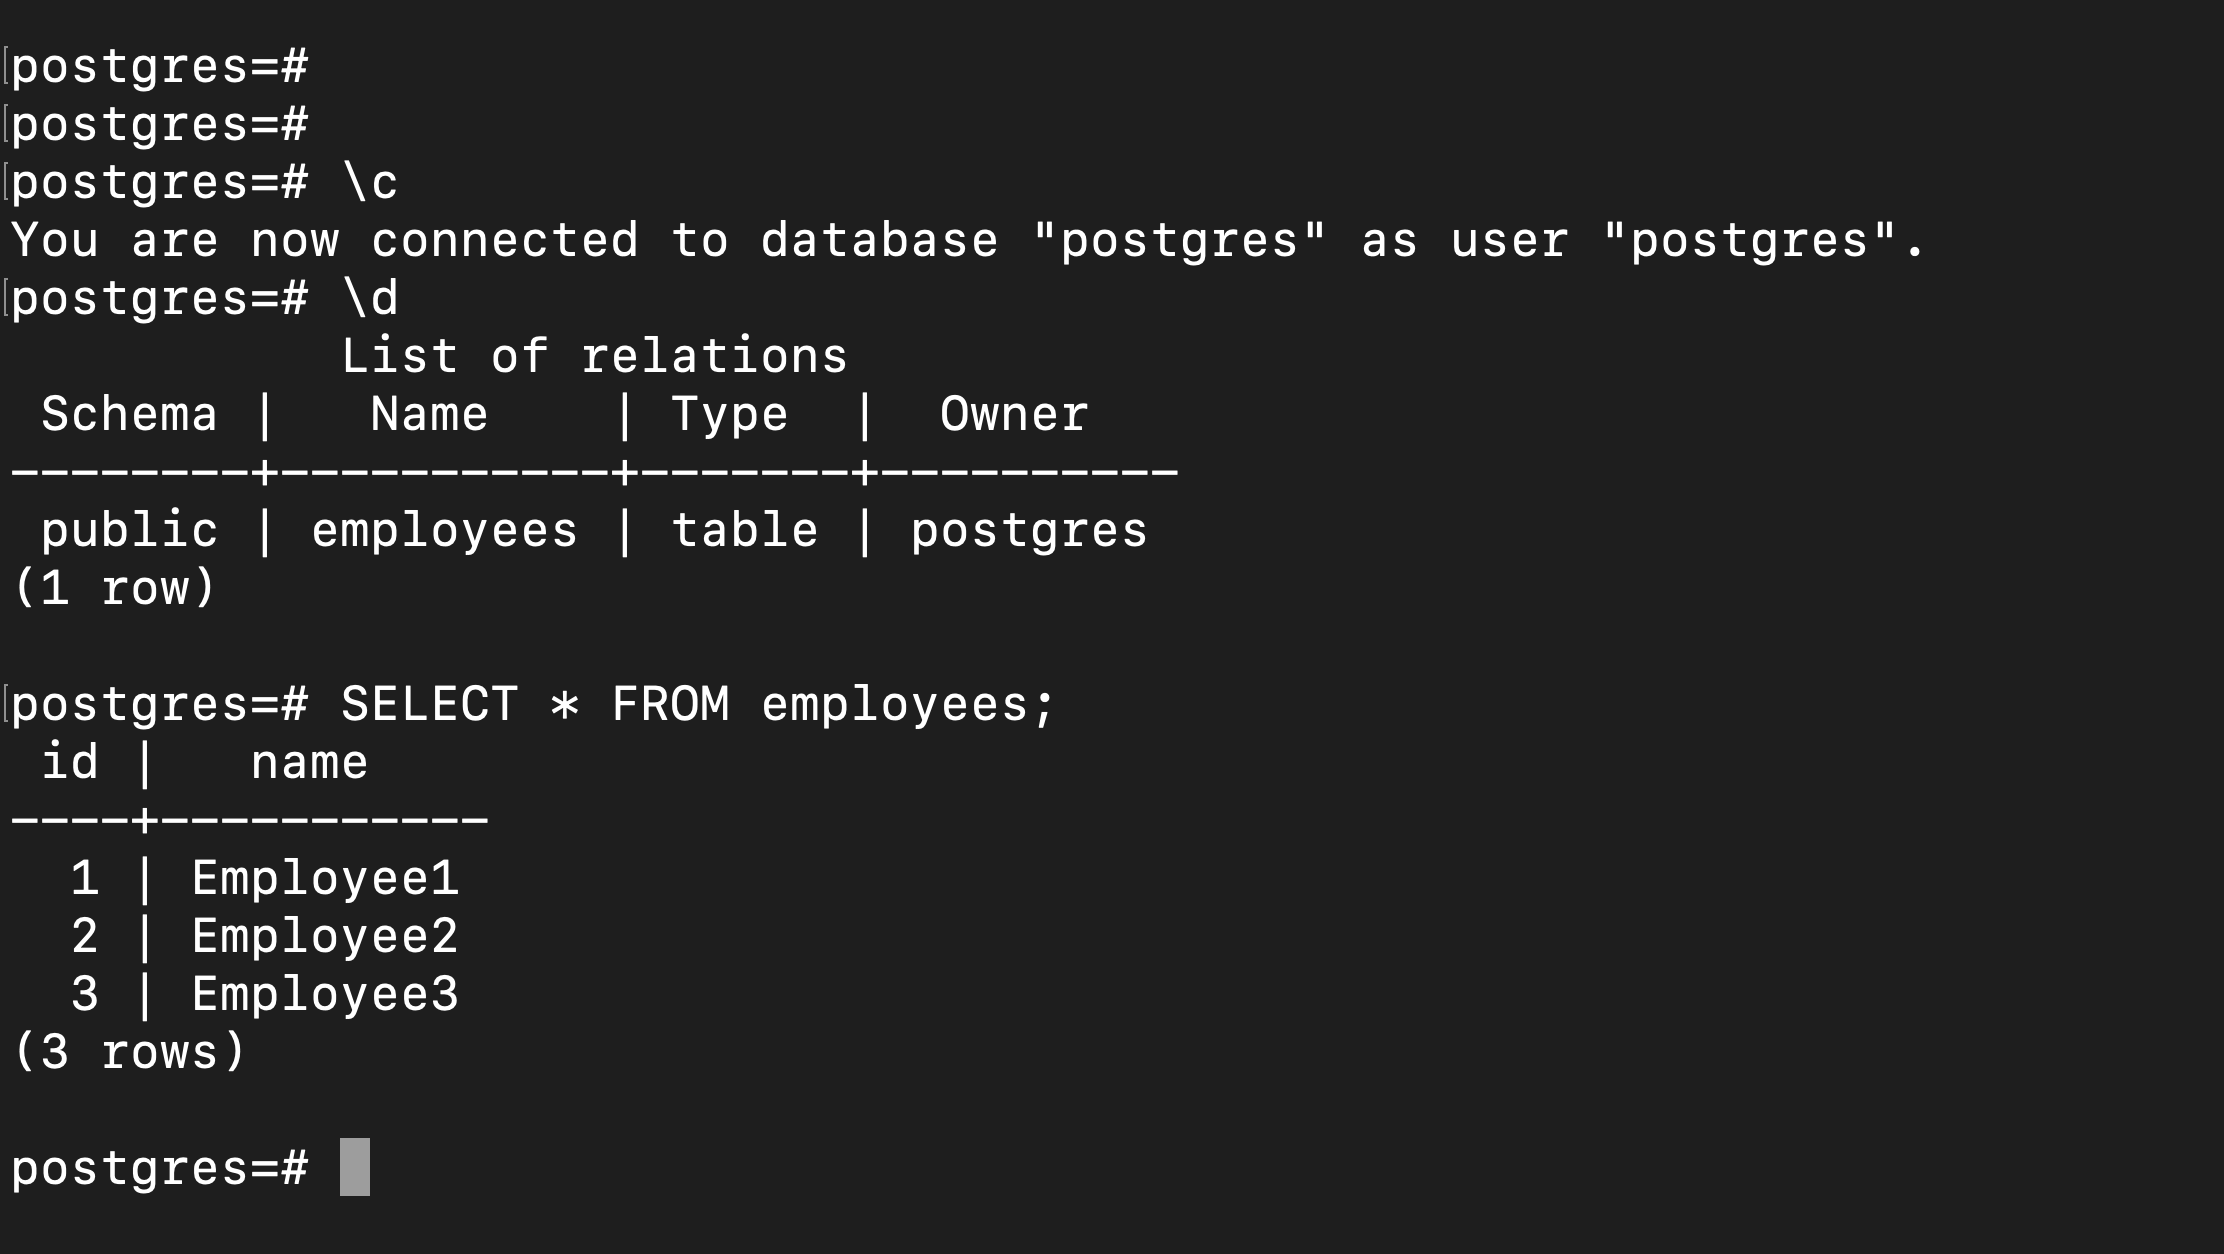 postgres=#
postgres=#
postgres=# \c
You are now connected to database "postgres" as user "postgres".
postgres=# \d
           List of relations
 Schema |   Name    | Type  |  Owner
--------+-----------+-------+----------
 public | employees | table | postgres
(1 row)

postgres=# SELECT * FROM employees;
 id |   name
----+-----------
  1 | Employee1
  2 | Employee2
  3 | Employee3
(3 rows)

postgres=#